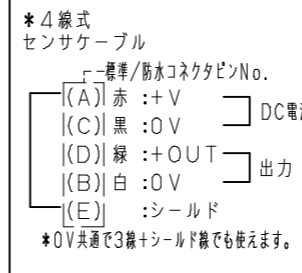 *4線式
センサケーブル
標準/防水コネクタピンNo.
(A) 赤 :+V
(C) 黒 :0V
DC電
(D) 緑 :+OUT
(B) 白 :0V
出力
(E) :シールド
*0V共通で3線+シールド線でも使えます。